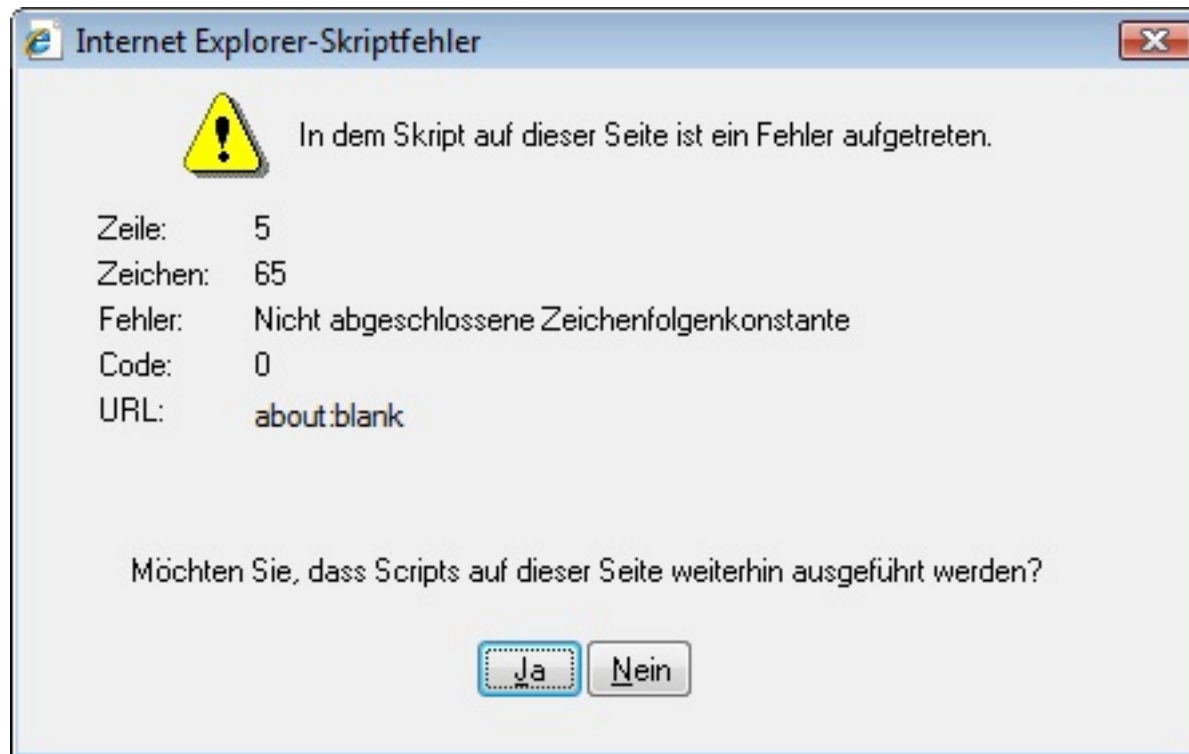 Internet Explorer-Skriptfehler
In dem Skript auf dieser Seite ist ein Fehler aufgetreten.
Zeile: 5
Zeichen: 65
Fehler: Nicht abgeschlossene Zeichenfolgenkonstante
Code: 0
URL: about:blank
Möchten Sie, dass Scripts auf dieser Seite weiterhin ausgeführt werden?
Ja Nein